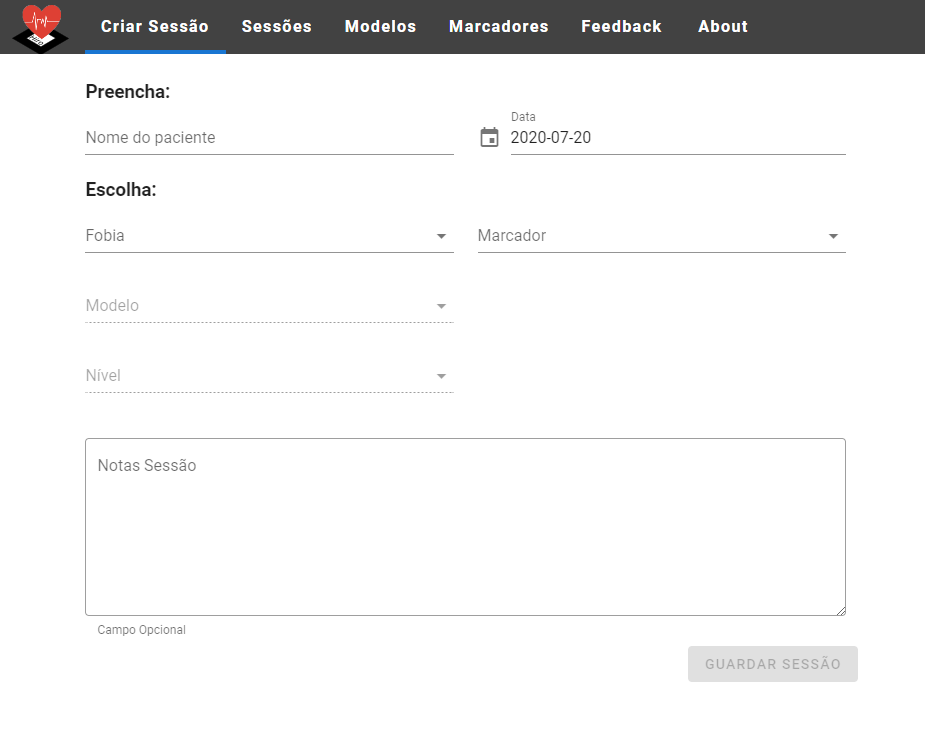 Criar Sessão Sessões Modelos Marcadores Feedback About
Preencha:
Data
Nome do paciente 2020-07-20
Escolha:
Fobia Marcador
Modelo
Nível
Notas Sessão
Campo Opcional
GUARDAR SESSÃO